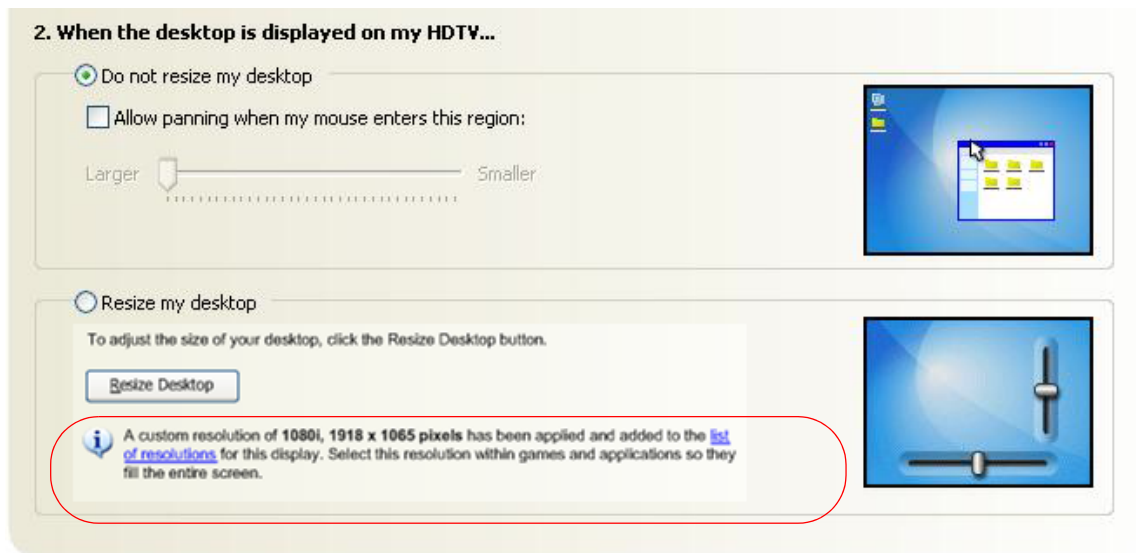 2. When the desktop is displayed on my HDTV...
Do not resize my desktop
Allow panning when my mouse enters this region:
Larger Smaller
Resize my desktop
To adjust the size of your desktop, click the Resize Desktop button.
Resize Desktop
A custom resolution of 1080i, 1918 x 1065 pixels has been applied and added to the list
of resolutions for this display. Select this resolution within games and applications so they
fill the entire screen.